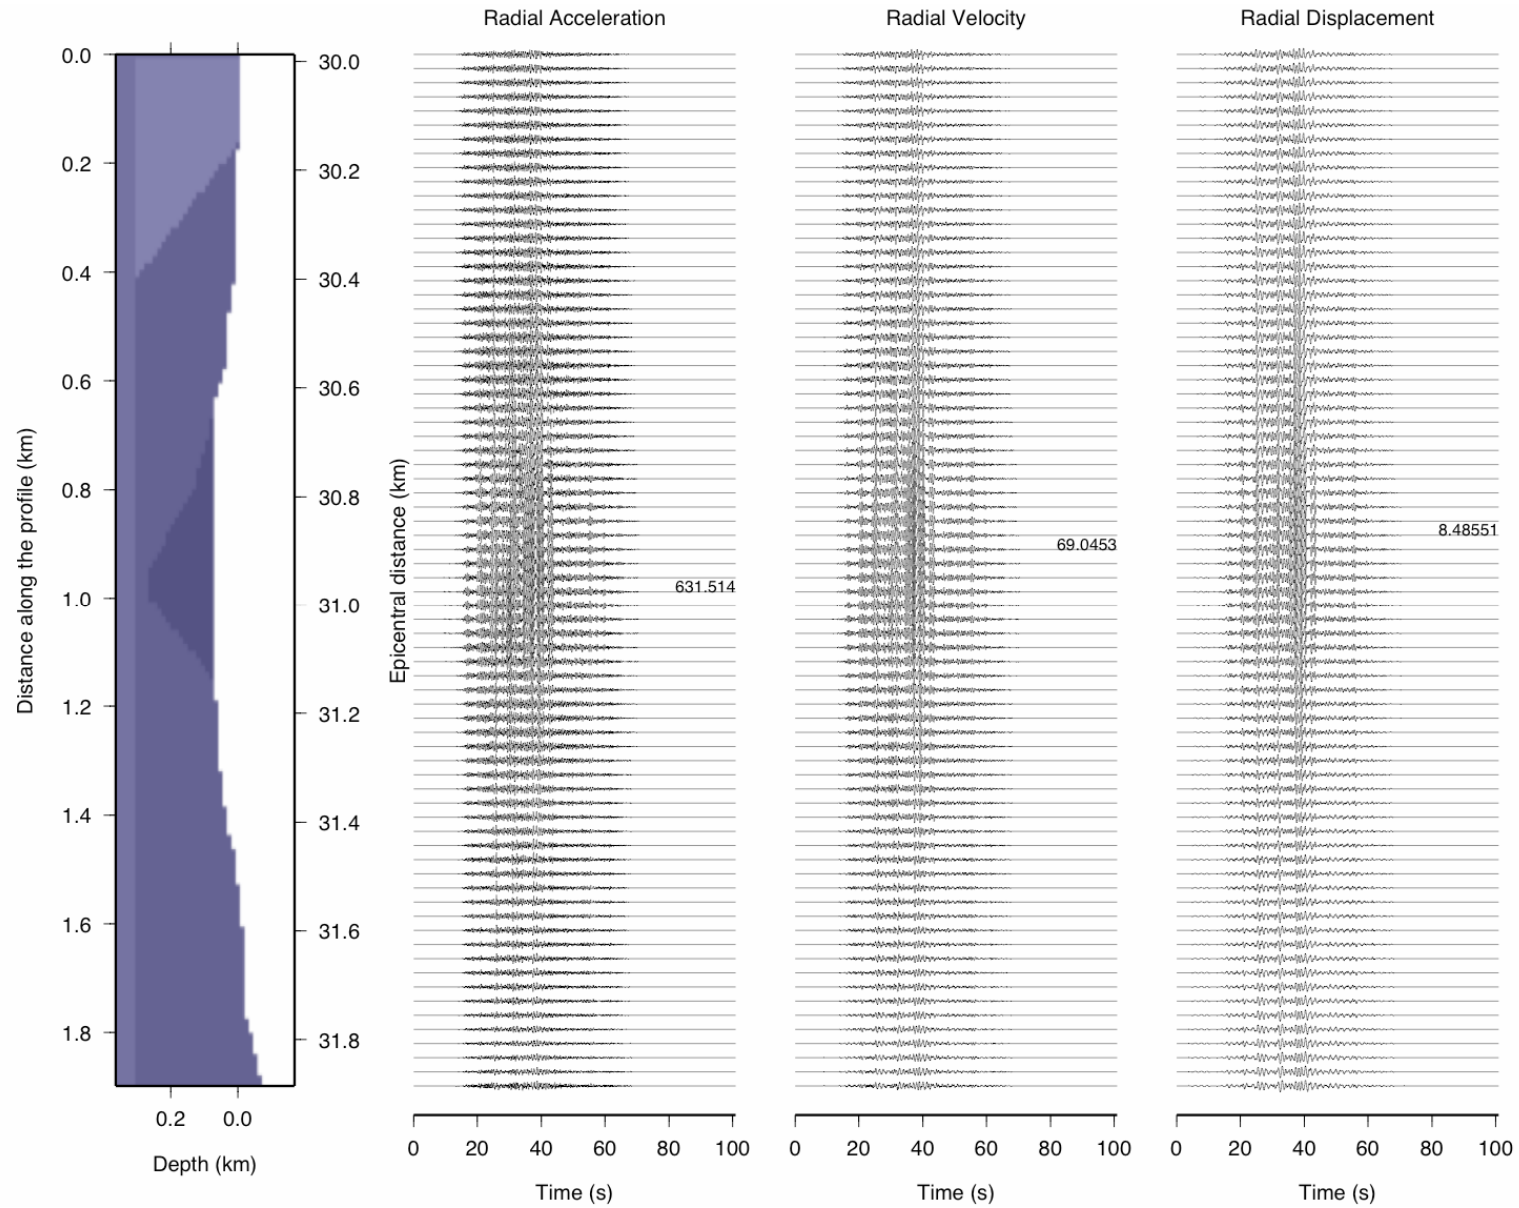 Radial Acceleration
Radial Velocity
Radial Displacement
0.0
0.2
0.4
0.6
0.8
1.0
1.2
1.4
1.6
1.8
Distance along the profile (km)
30.0
30.2
30.4
30.6
30.8
31.0
31.2
31.4
31.6
31.8
Epicentral distance (km)
631.514
69.0453
8.48551
0.2 0.0
Depth (km)
0 20 40 60 80 100
Time (s)
0 20 40 60 80 100
Time (s)
0 20 40 60 80 100
Time (s)